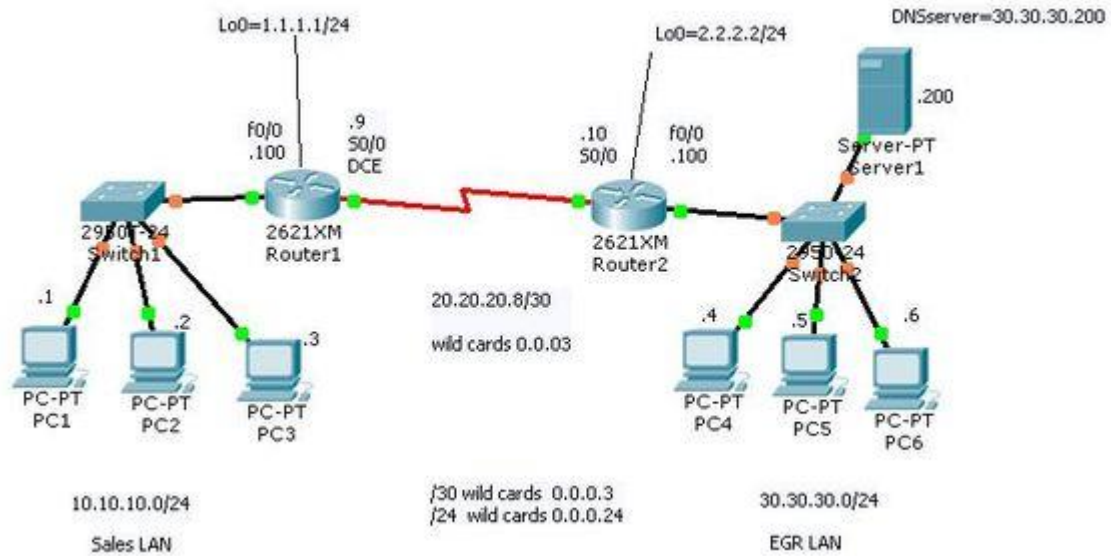 DNSserver=30.30.30.200
Lo0=1.1.1.1/24
Lo0=2.2.2.2/24
.200
f0/0
.100
.9
S0/0
DCE
.10
S0/0
f0/0
.100
Server-PT
Server1
2950T-24
Switch1
2621XM
Router1
2621XM
Router2
2950-24
Switch2
20.20.20.8/30
wild cards 0.0.03
.1
.2
.3
.4
.5
.6
PC-PT
PC1
PC-PT
PC2
PC-PT
PC3
PC-PT
PC4
PC-PT
PC5
PC-PT
PC6
10.10.10.0/24
Sales LAN
/30 wild cards 0.0.0.3
/24 wild cards 0.0.0.24
30.30.30.0/24
EGR LAN